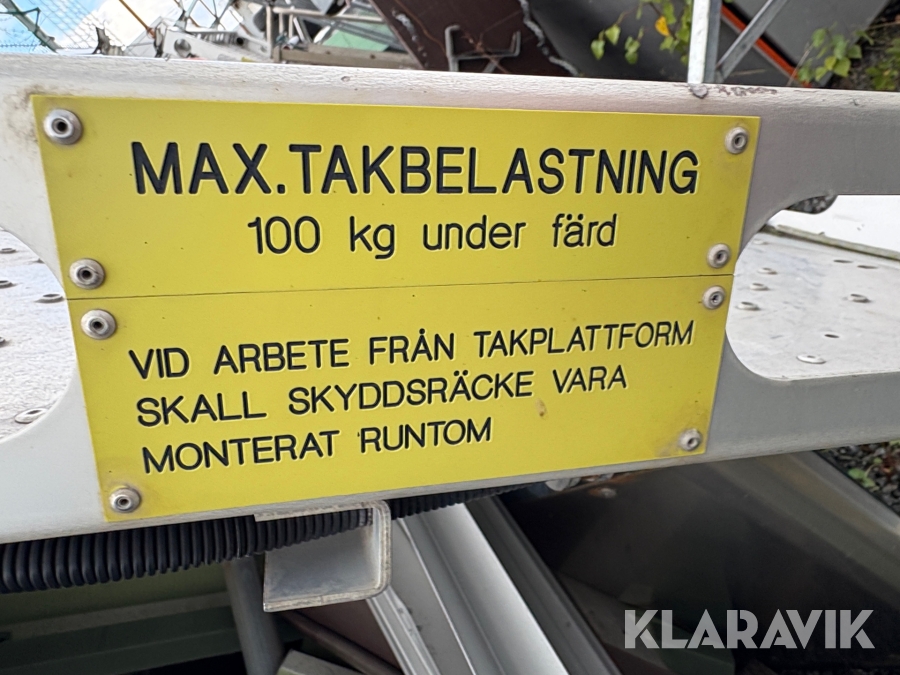 MAX.TAKBELASTNING
100 kg under färd
VID ARBETE FRÅN TAKPLATTFORM
SKALL SKYDDSRÄCKE VARA
MONTERAT RUNTOM
KLARAVIK